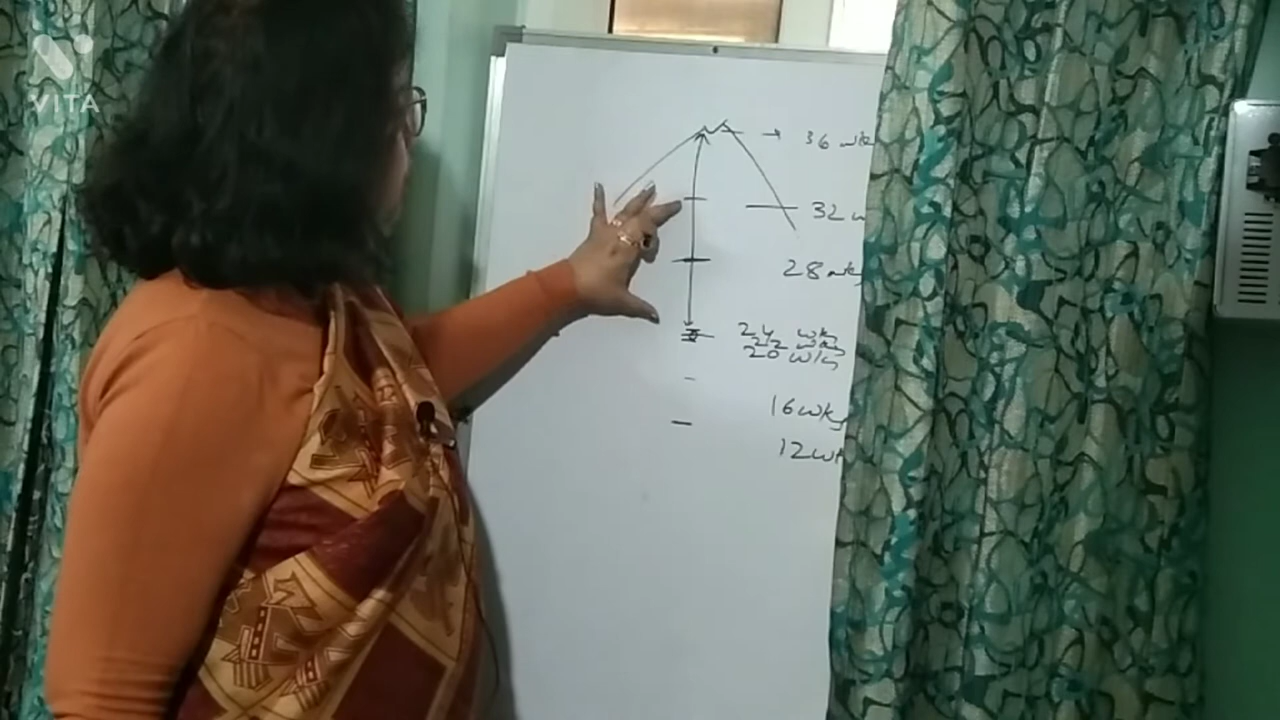 VITA
→ 36 wk
32 w
28 wks
24 wks
22 wks
20 wks
16 wks
12 wk